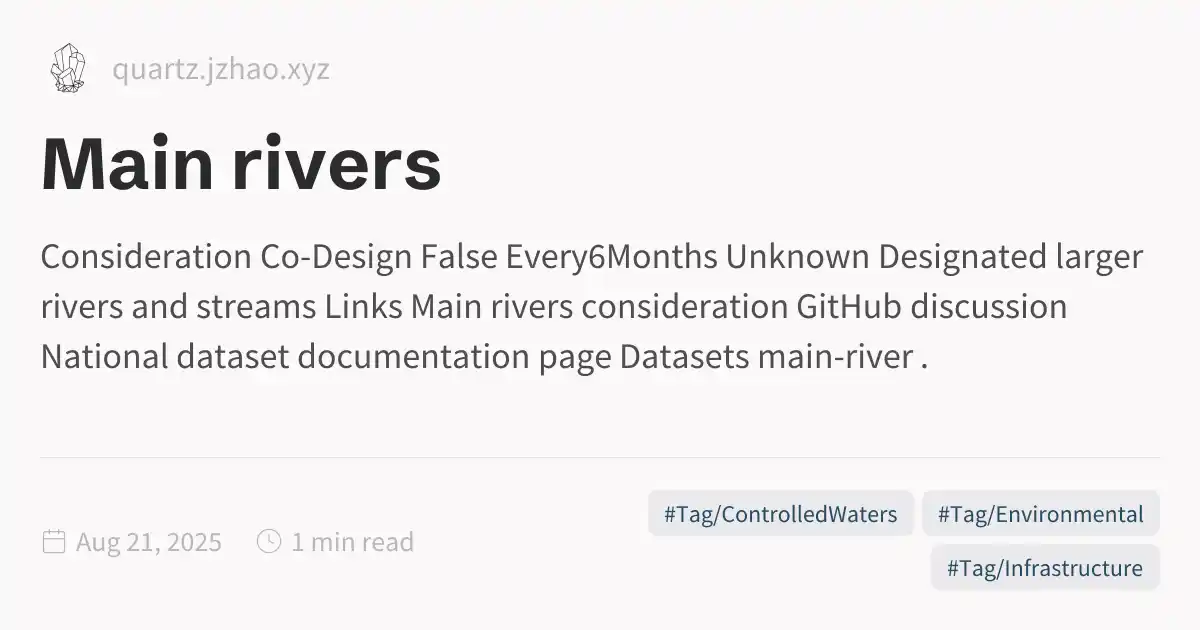 quartz.jzhao.xyz
Main rivers
Consideration Co-Design False Every6Months Unknown Designated larger
rivers and streams Links Main rivers consideration GitHub discussion
National dataset documentation page Datasets main-river .
#Tag/ControlledWaters #Tag/Environmental
Aug 21, 2025 1 min read
#Tag/Infrastructure